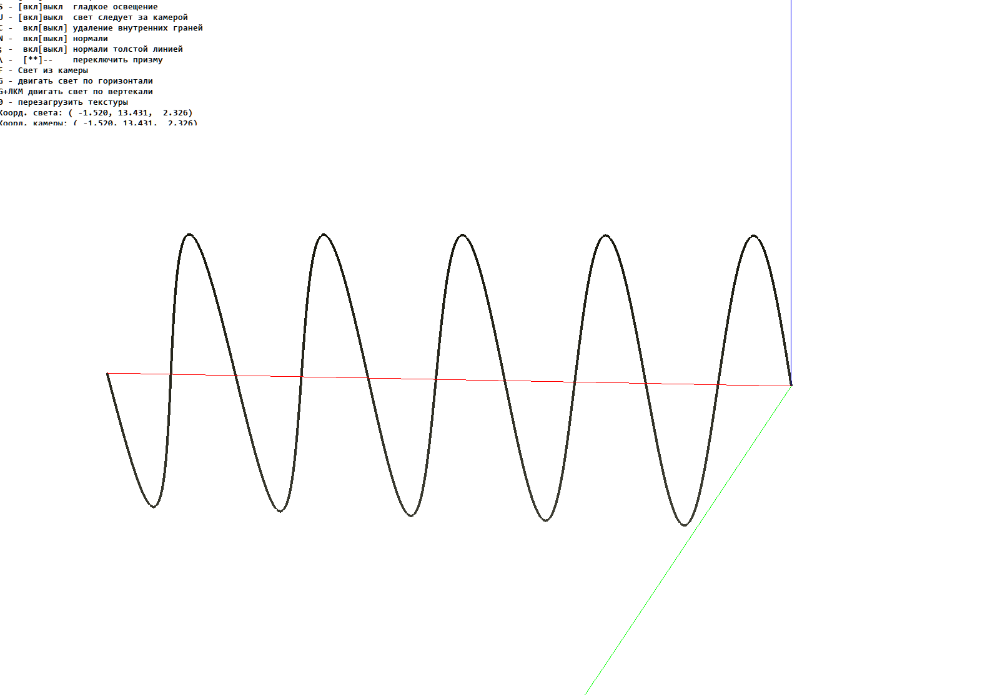 S - [вкл]выкл  гладкое освещение
U - [вкл]выкл  свет следует за камерой
C -  вкл[выкл] удаление внутренних граней
N -  вкл[выкл] нормали
; -  вкл[выкл] нормали толстой линией
\ -  [**]--    переключить призму
F - Свет из камеры
G - двигать свет по горизонтали
G+ЛКМ двигать свет по вертекали
0 - перезагрузить текстуры
Коорд. света: ( -1.520, 13.431,  2.326)
Коорд. камеры: ( -1.520, 13.431,  2.326)